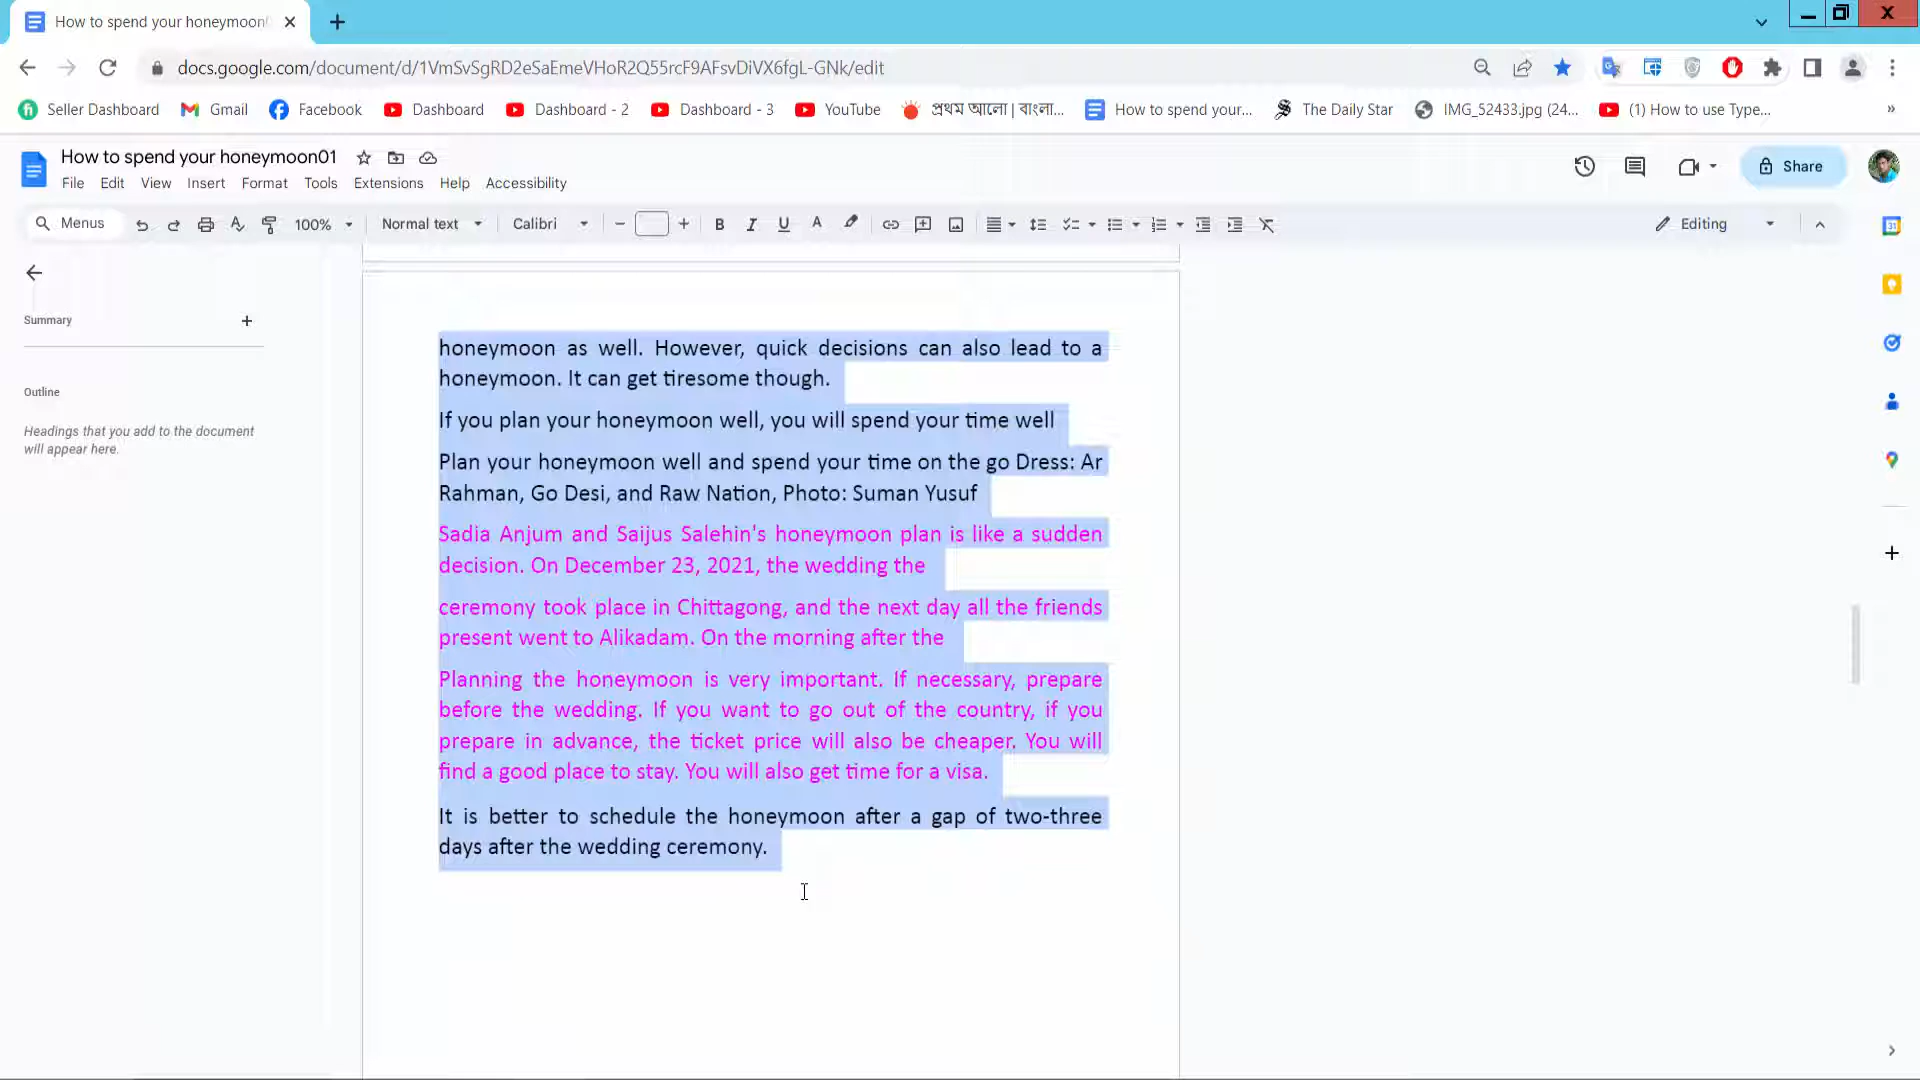 How to spend your honeymoon
docs.google.com/document/d/1VmSvSgRD2eSaEmeVHoR2Q55rcF9AFsvDiVX6fgL-GNk/edit
Seller Dashboard
Gmail
Facebook
Dashboard
Dashboard - 2
Dashboard - 3
YouTube
প্রথম আলো | বাংলা...
How to spend your...
The Daily Star
IMG_52433.jpg (24...
(1) How to use Type...
How to spend your honeymoon01
File Edit View Insert Format Tools Extensions Help Accessibility
Share
Menus
100%
Normal text
Calibri
Editing
Summary
Outline
Headings that you add to the document
will appear here.
honeymoon as well. However, quick decisions can also lead to a
honeymoon. It can get tiresome though.
If you plan your honeymoon well, you will spend your time well
Plan your honeymoon well and spend your time on the go Dress: Ar
Rahman, Go Desi, and Raw Nation, Photo: Suman Yusuf
Sadia Anjum and Saijus Salehin's honeymoon plan is like a sudden
decision. On December 23, 2021, the wedding the
ceremony took place in Chittagong, and the next day all the friends
present went to Alikadam. On the morning after the
Planning the honeymoon is very important. If necessary, prepare
before the wedding. If you want to go out of the country, if you
prepare in advance, the ticket price will also be cheaper. You will
find a good place to stay. You will also get time for a visa.
It is better to schedule the honeymoon after a gap of two-three
days after the wedding ceremony.